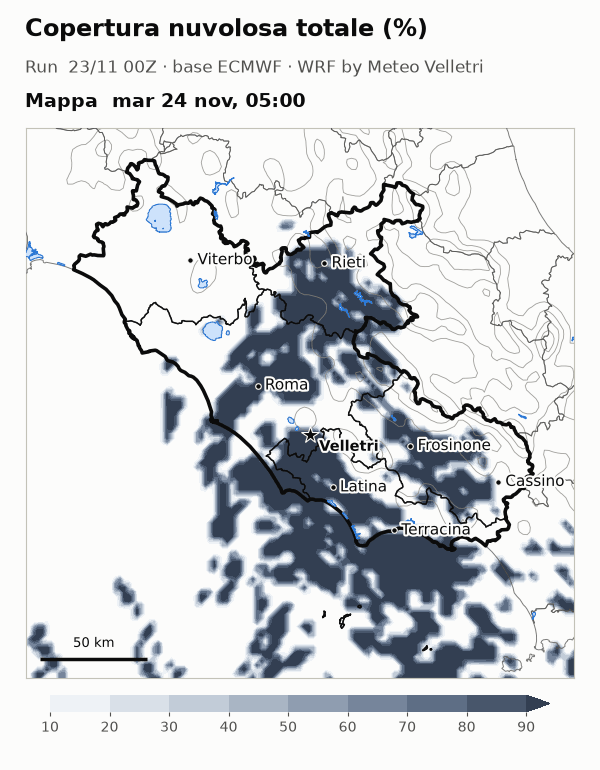 Copertura nuvolosa totale (%)
Run  23/11 00Z · base ECMWF · WRF by Meteo Velletri
Mappa  mar 24 nov, 05:00
Viterbo
Rieti
Roma
Velletri
Frosinone
Cassino
Latina
Terracina
50 km
10 20 30 40 50 60 70 80 90